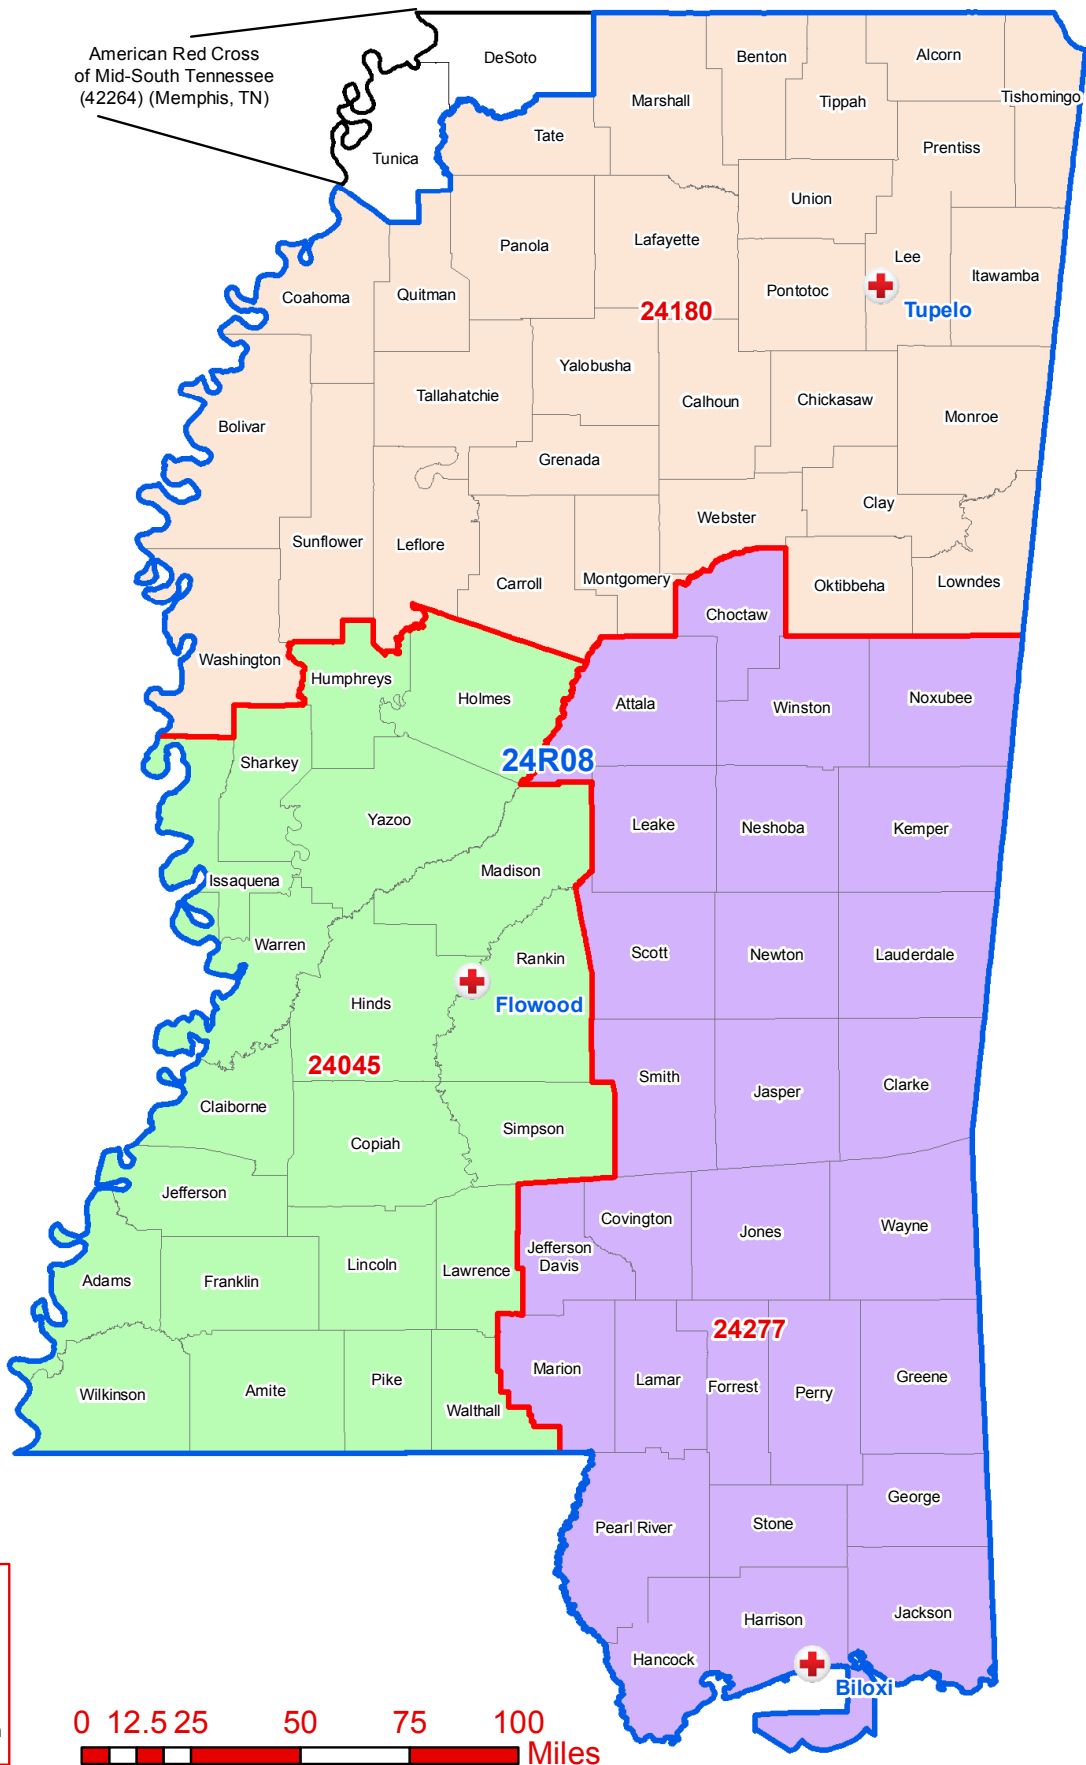 American Red Cross
of Mid-South Tennessee
(42264) (Memphis, TN)
DeSoto
Tunica
Tate
Marshall
Benton
Tippah
Alcorn
Tishomingo
Prentiss
Union
Panola
Lafayette
Pontotoc
Lee
Itawamba
Tupelo
Coahoma
Quitman
24180
Yalobusha
Tallahatchie
Calhoun
Chickasaw
Monroe
Bolivar
Grenada
Clay
Webster
Sunflower
Leflore
Carroll
Montgomery
Oktibbeha
Lowndes
Choctaw
Washington
Humphreys
Holmes
Attala
Winston
Noxubee
24R08
Sharkey
Yazoo
Leake
Neshoba
Kemper
Madison
Issaquena
Warren
Rankin
Scott
Newton
Lauderdale
Hinds
Flowood
24045
Smith
Jasper
Clarke
Claiborne
Copiah
Simpson
Jefferson
Covington
Jones
Wayne
Jefferson
Davis
Adams
Franklin
Lincoln
Lawrence
24277
Marion
Lamar
Forrest
Perry
Greene
Wilkinson
Amite
Pike
Walthall
George
Pearl River
Stone
Harrison
Jackson
Hancock
Biloxi
0 12.5 25 50 75 100
Miles